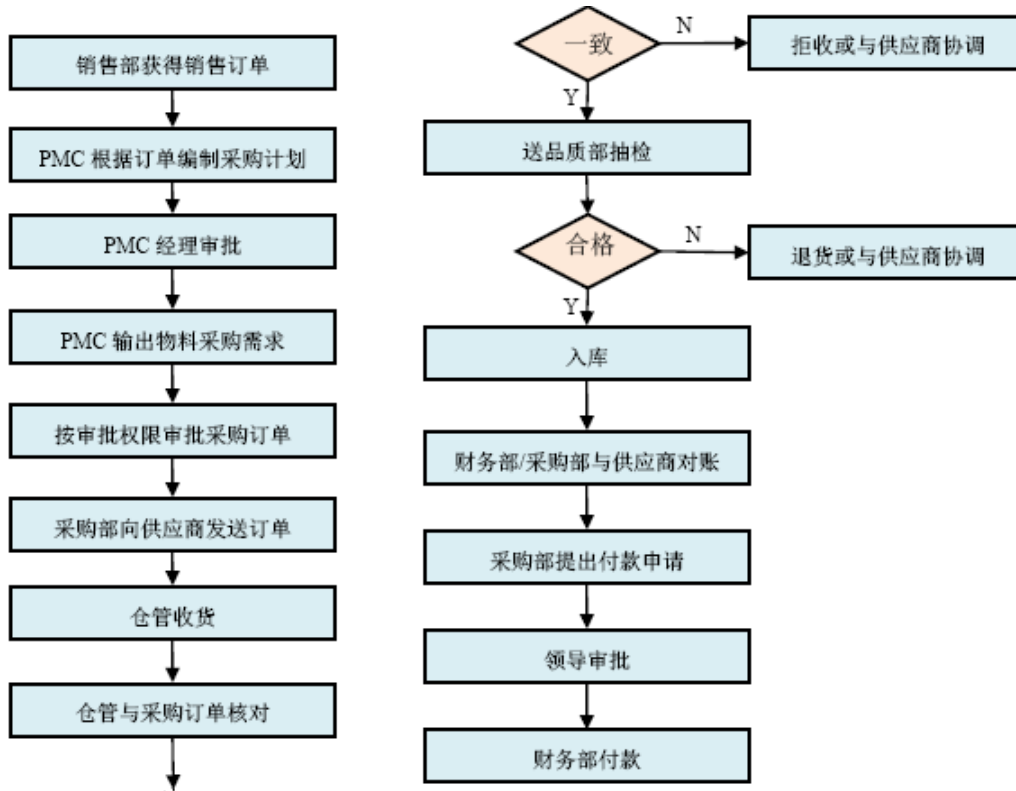 销售部获得销售订单
PMC 根据订单编制采购计划
PMC 经理审批
PMC 输出物料采购需求
按审批权限审批采购订单
采购部向供应商发送订单
仓管收货
仓管与采购订单核对
一致
N
拒收或与供应商协调
Y
送品质部抽检
合格
N
退货或与供应商协调
Y
入库
财务部/采购部与供应商对账
采购部提出付款申请
领导审批
财务部付款